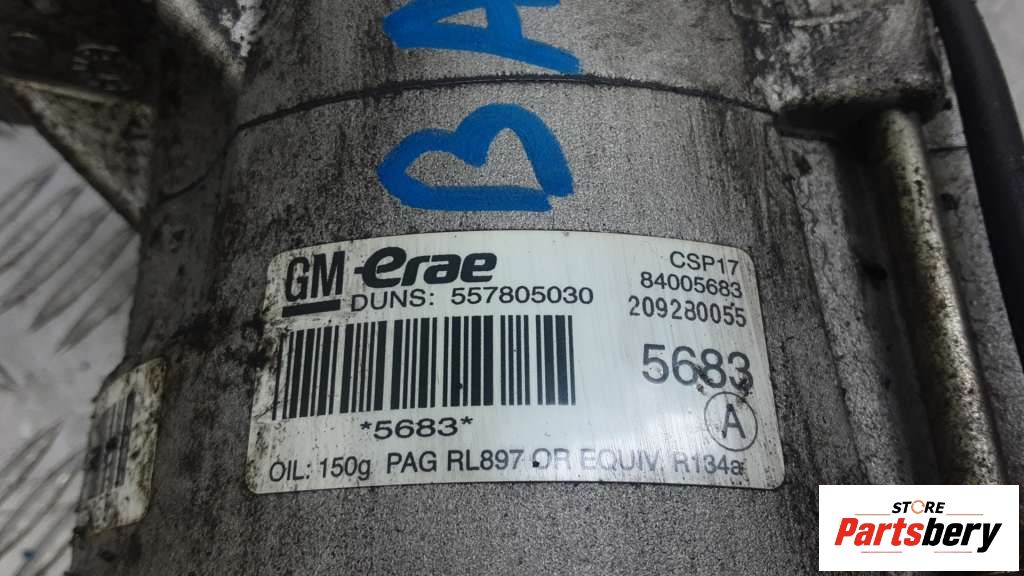 BA
GM erae
DUNS: 557805030
CSP17
84005683
209280055
5683
A
*5683*
OIL: 150g PAG RL897 OR EQUIV, R134a
STORE
Partsbery